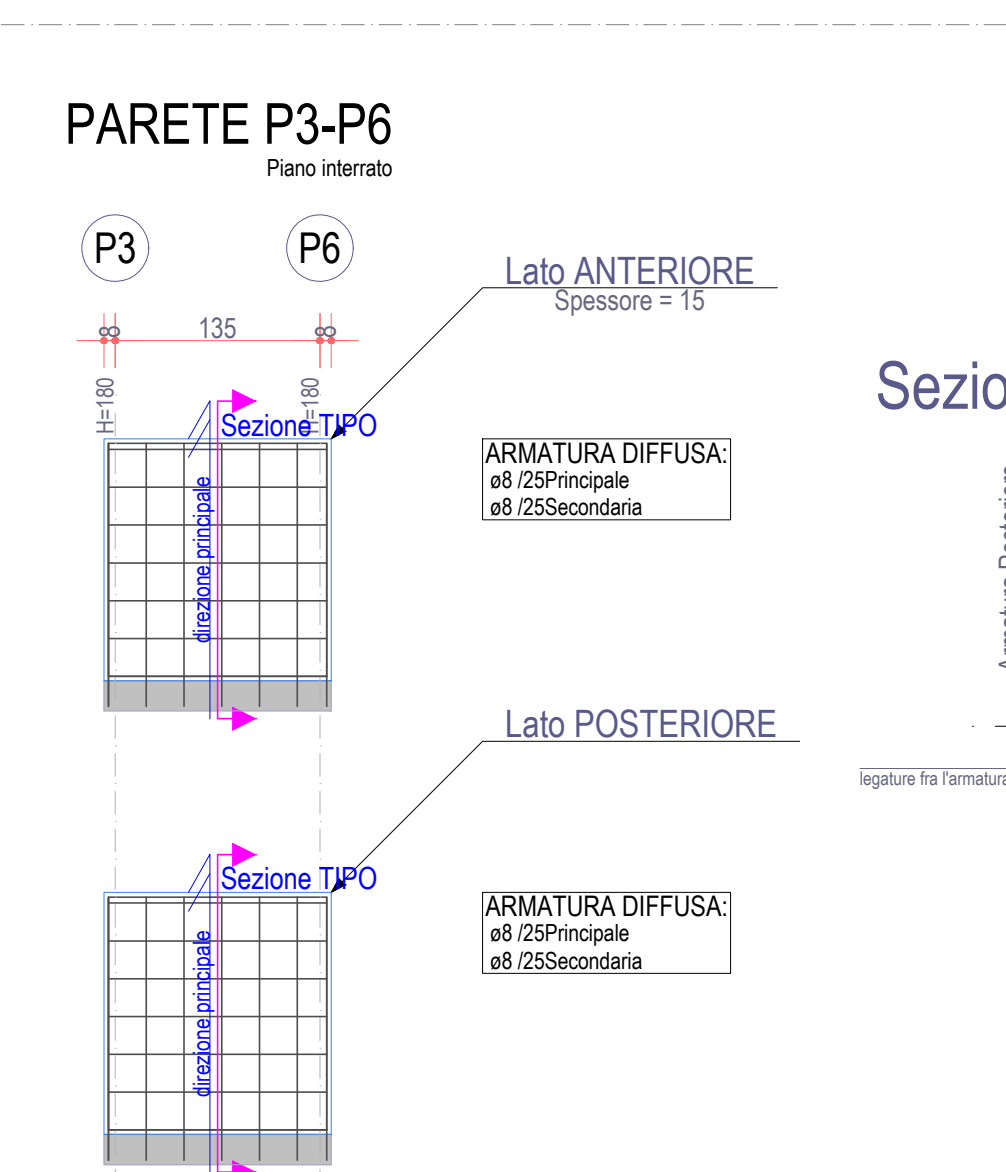 PARETE P3-P6
Piano interrato
P3
P6
8
135
8
H=180
H=180
Lato ANTERIORE
Spessore = 15
Sezione TIPO
direzione principale
ARMATURA DIFFUSA:
ø8 /25Principale
ø8 /25Secondaria
Lato POSTERIORE
Sezione TIPO
direzione principale
ARMATURA DIFFUSA:
ø8 /25Principale
ø8 /25Secondaria
Sezio
legature fra l'armatura